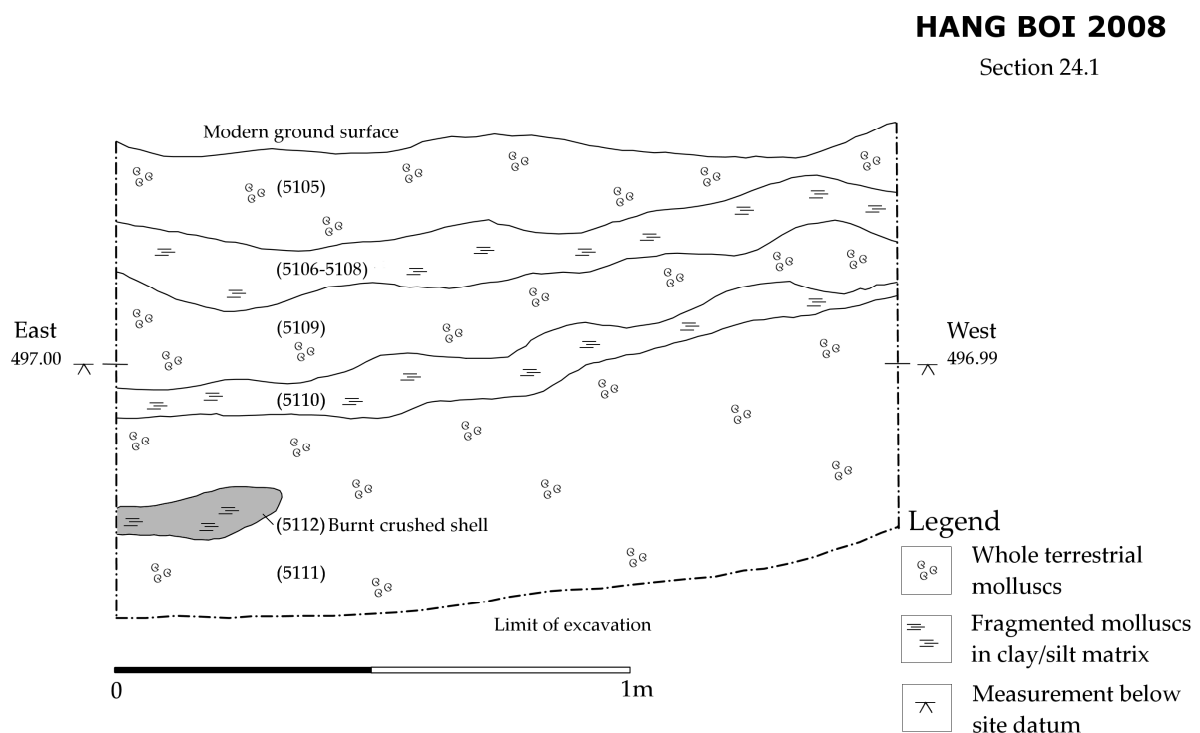 HANG BOI 2008
Section 24.1
Modern ground surface
(5105)
(5106-5108)
(5109)
East
497.00
West
496.99
(5110)
(5112) Burnt crushed shell
(5111)
Limit of excavation
0
1m
Legend
Whole terrestrial
molluscs
Fragmented molluscs
in clay/silt matrix
Measurement below
site datum